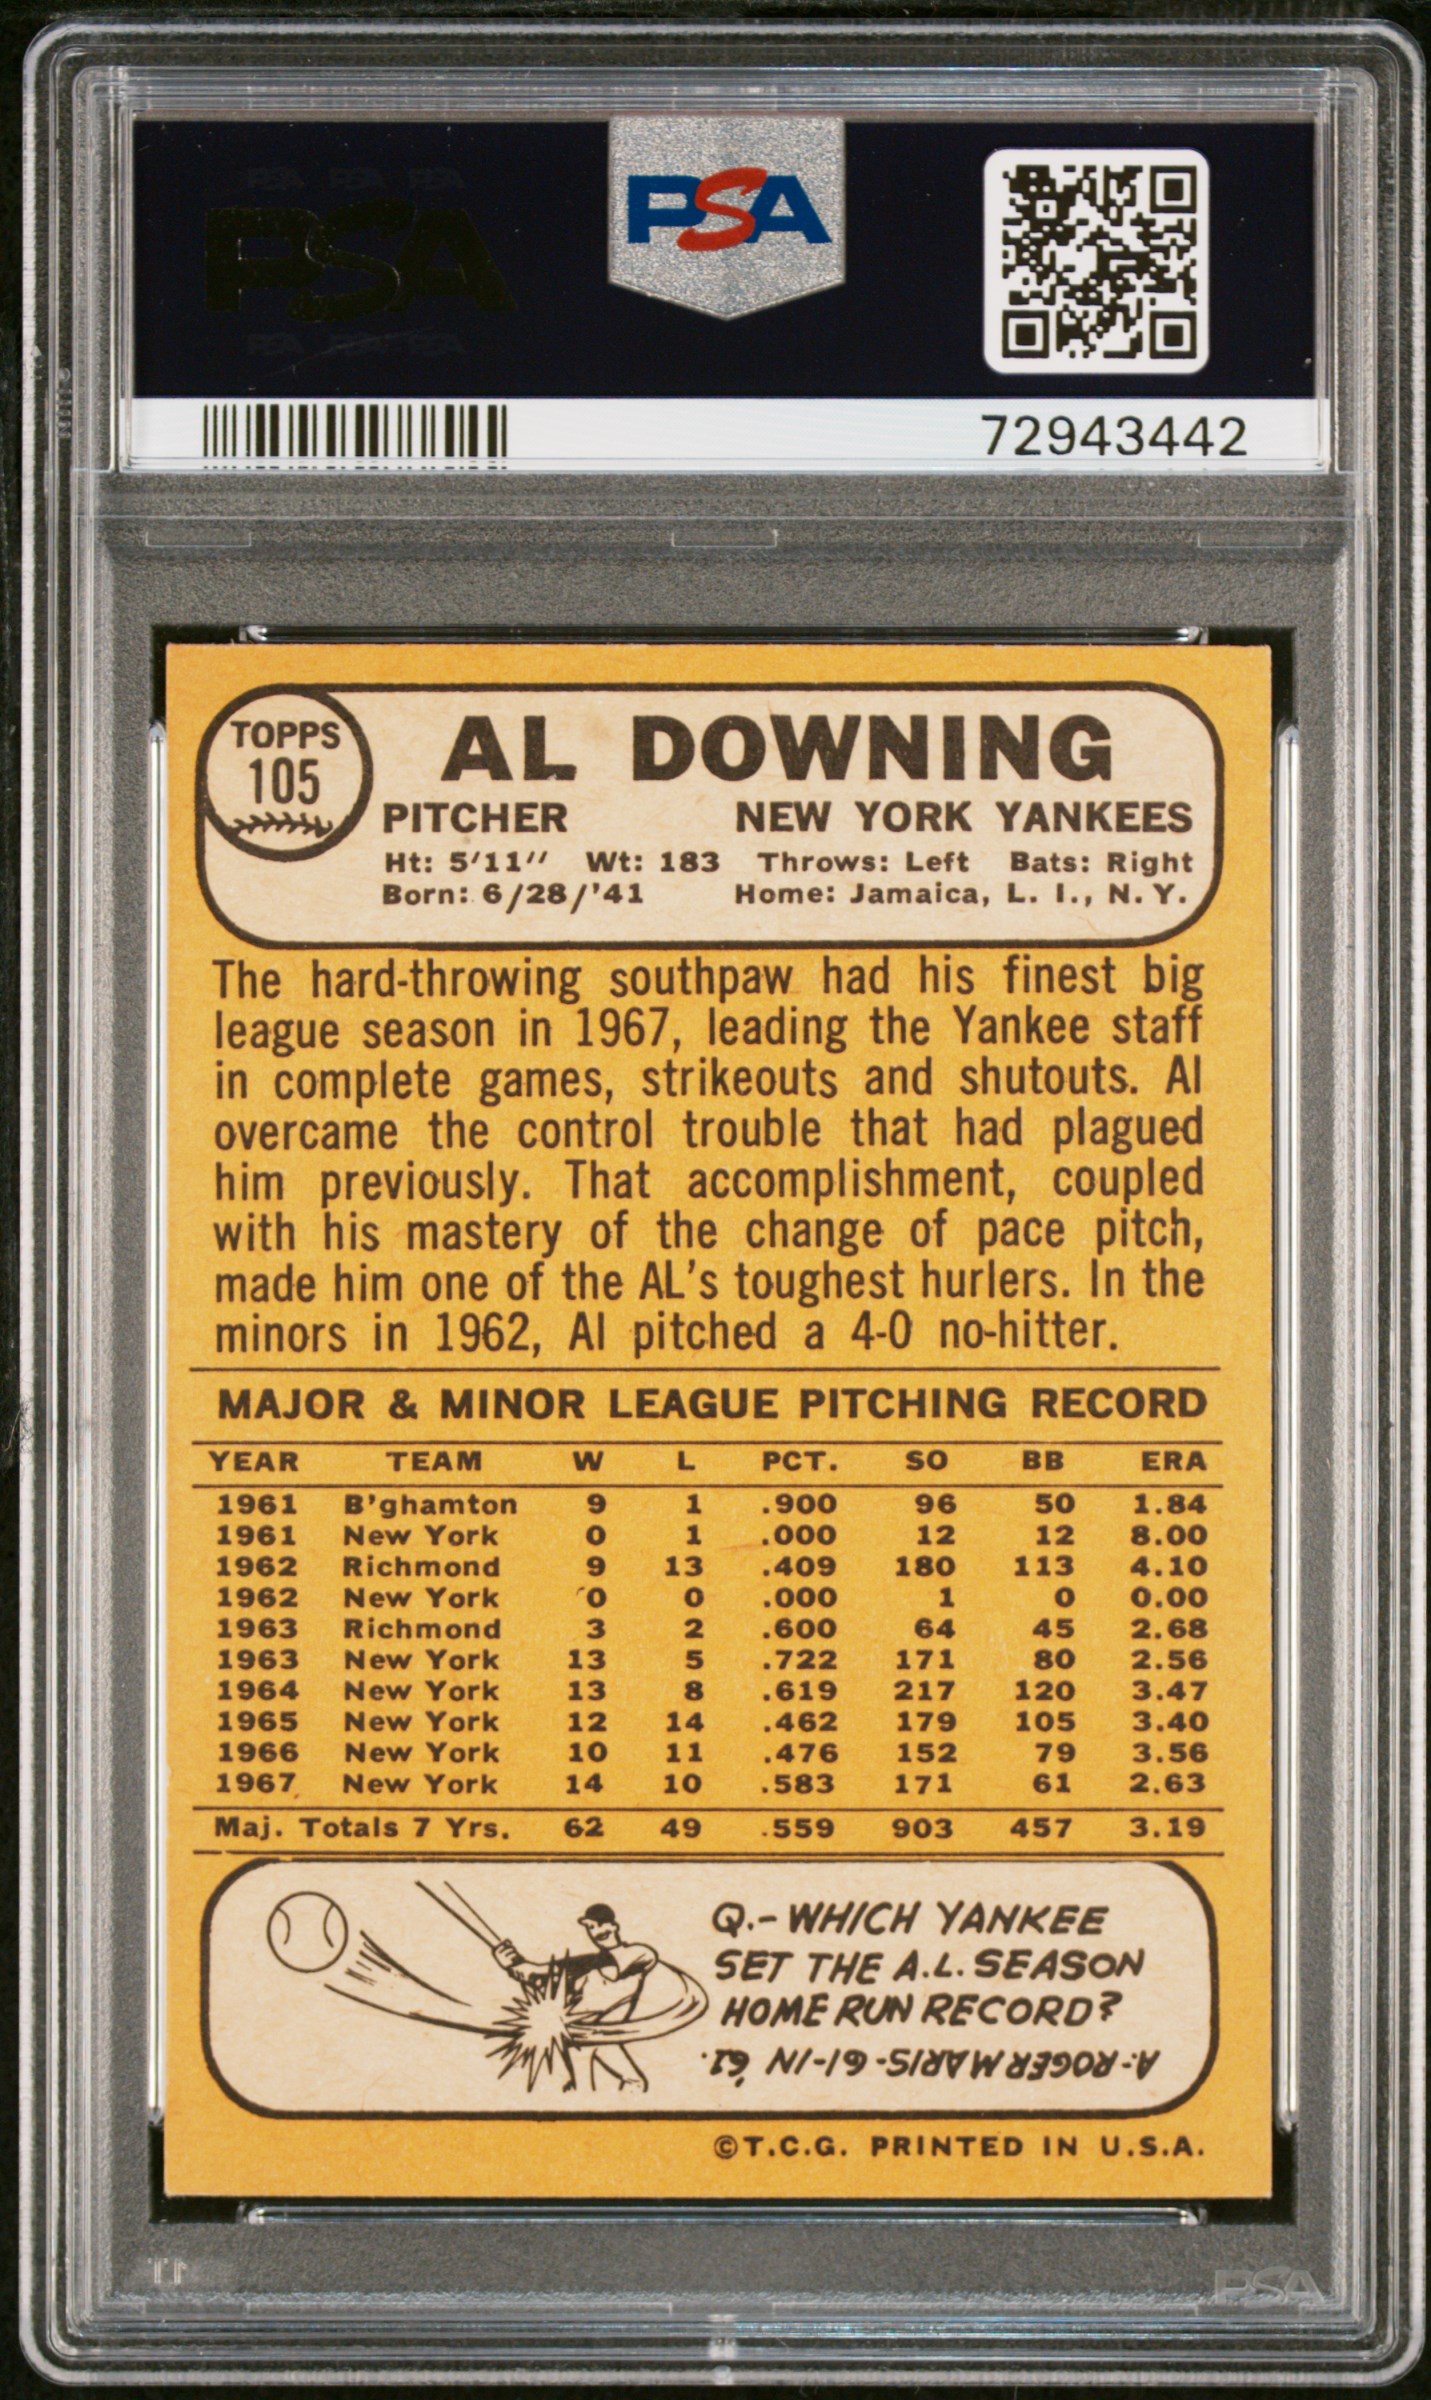 PSA PSA PSA
PSA
PSA
72943442
TOPPS
105
AL DOWNING
PITCHER NEW YORK YANKEES
Ht: 5'11" Wt: 183 Throws: Left Bats: Right
Born: 6/28/'41 Home: Jamaica, L. I., N. Y.
The hard-throwing southpaw had his finest big
league season in 1967, leading the Yankee staff
in complete games, strikeouts and shutouts. Al
overcame the control trouble that had plagued
him previously. That accomplishment, coupled
with his mastery of the change of pace pitch,
made him one of the AL's toughest hurlers. In the
minors in 1962, Al pitched a 4-0 no-hitter.
MAJOR & MINOR LEAGUE PITCHING RECORD
YEAR TEAM W L PCT. SO BB ERA
1961 B'ghamton 9 1 .900 96 50 1.84
1961 New York 0 1 .000 12 12 8.00
1962 Richmond 9 13 .409 180 113 4.10
1962 New York 0 0 .000 1 0 0.00
1963 Richmond 3 2 .600 64 45 2.68
1963 New York 13 5 .722 171 80 2.56
1964 New York 13 8 .619 217 120 3.47
1965 New York 12 14 .462 179 105 3.40
1966 New York 10 11 .476 152 79 3.56
1967 New York 14 10 .583 171 61 2.63
Maj. Totals 7 Yrs. 62 49 .559 903 457 3.19
Q.- WHICH YANKEE
SET THE A.L. SEASON
HOME RUN RECORD?
A.- ROGER MARIS - 61 - IN '61.
©T.C.G. PRINTED IN U.S.A.
PSA